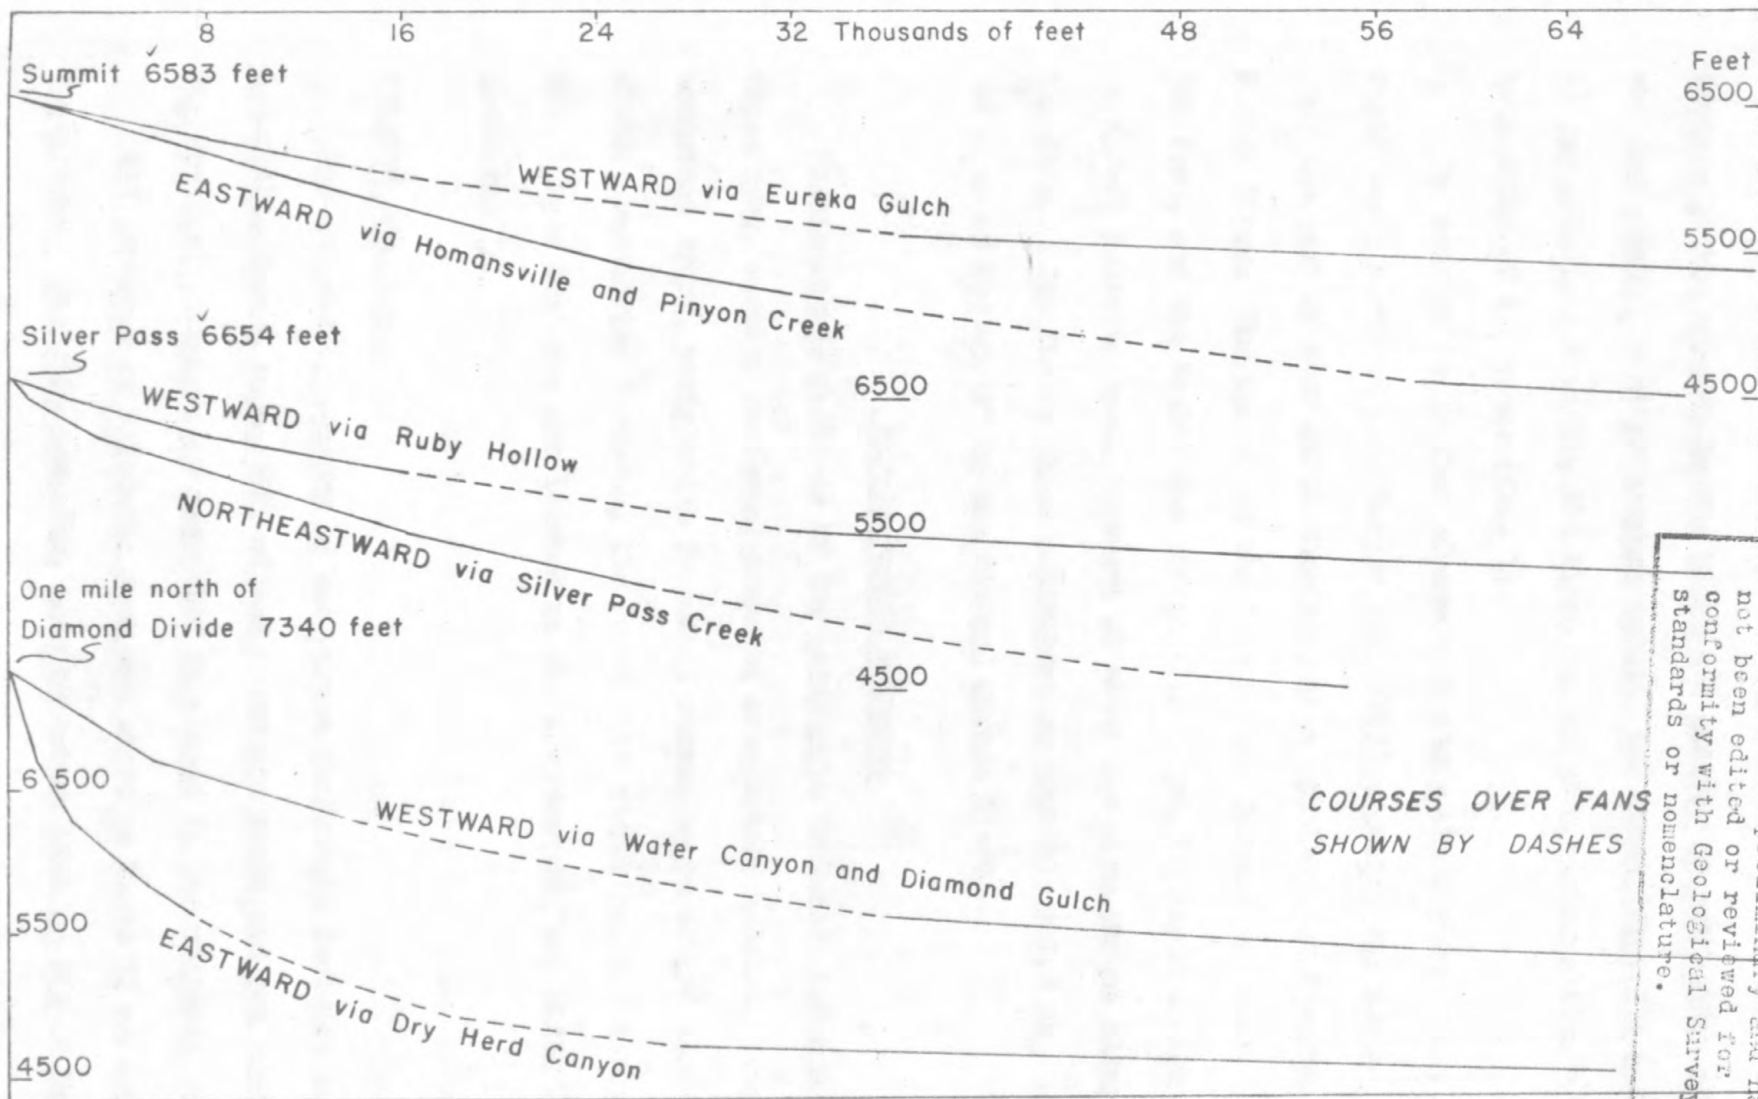 8 16 24 32 Thousands of feet 48 56 64
Feet
Summit 6583 feet
6500
WESTWARD via Eureka Gulch
5500
EASTWARD via Homansville and Pinyon Creek
4500
Silver Pass 6654 feet
6500
WESTWARD via Ruby Hollow
5500
NORTHEASTWARD via Silver Pass Creek
4500
One mile north of
Diamond Divide 7340 feet
6500
WESTWARD via Water Canyon and Diamond Gulch
5500
EASTWARD via Dry Herd Canyon
4500
COURSES OVER FANS
SHOWN BY DASHES
not been edited or reviewed for
conformity with Geological Survey
standards or nomenclature.